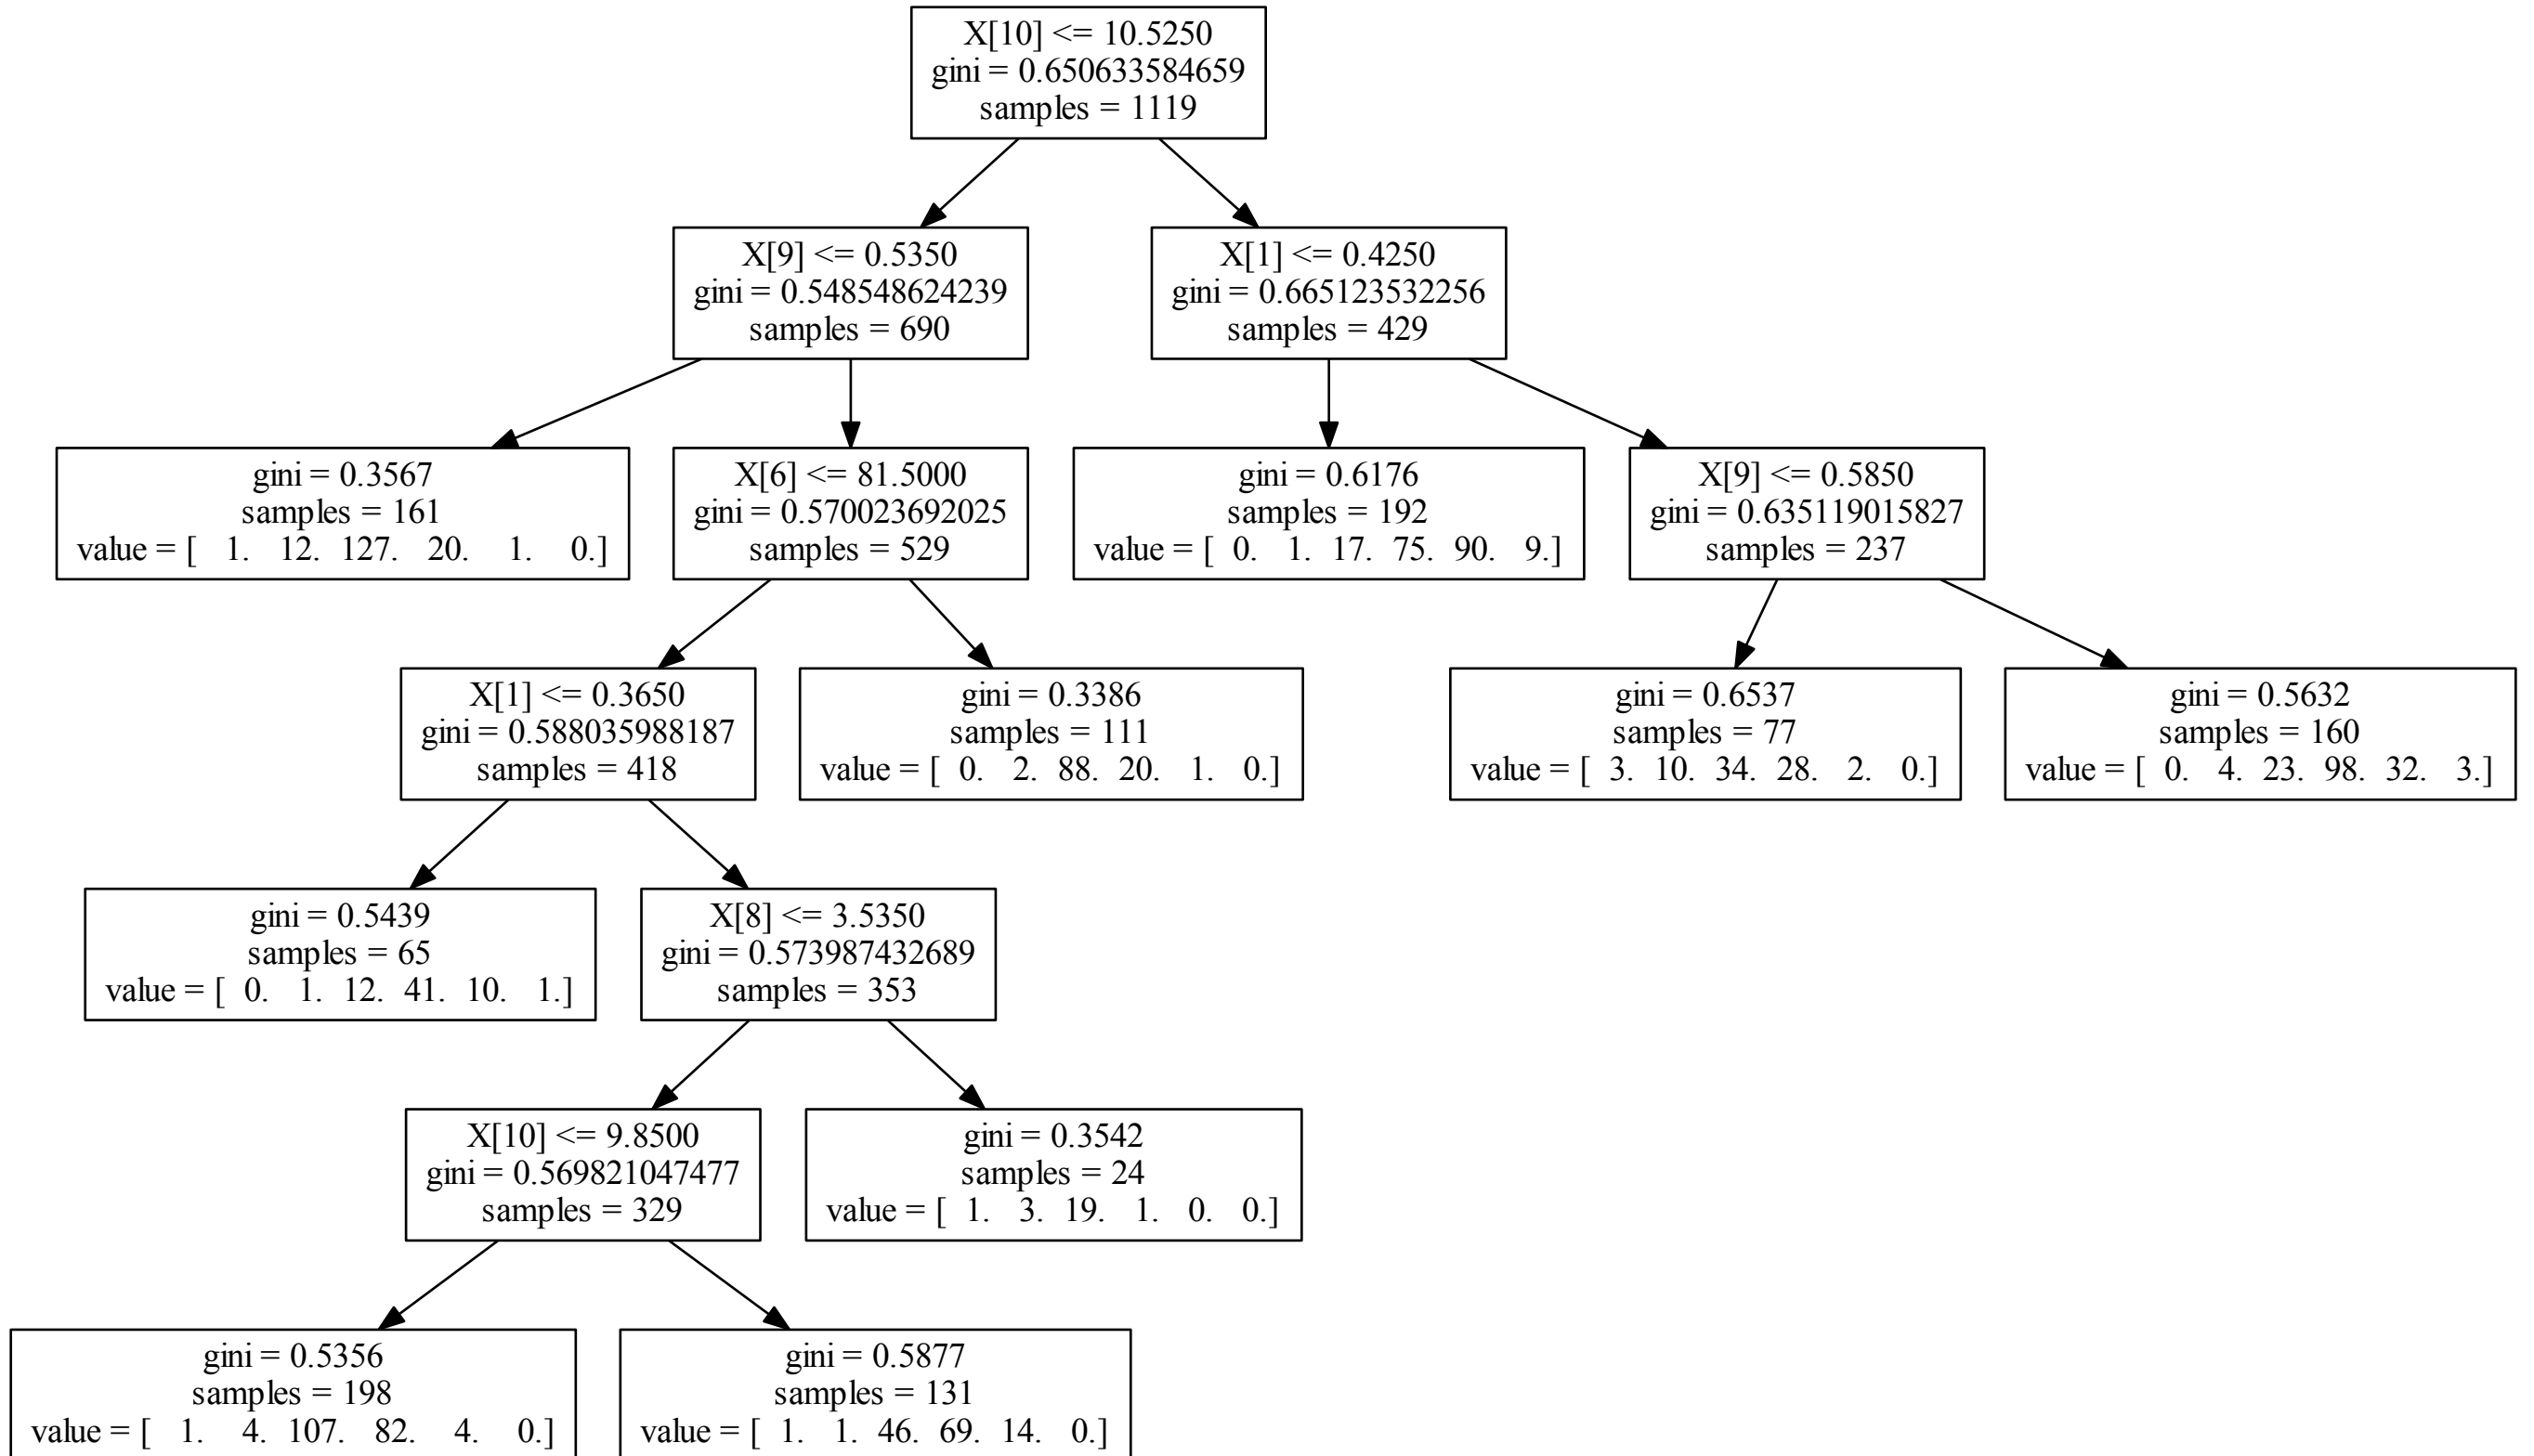 X[10] <= 10.5250
gini = 0.650633584659
samples = 1119
X[9] <= 0.5350
gini = 0.548548624239
samples = 690
X[1] <= 0.4250
gini = 0.665123532256
samples = 429
gini = 0.3567
samples = 161
value = [ 1. 12. 127. 20. 1. 0.]
X[6] <= 81.5000
gini = 0.570023692025
samples = 529
gini = 0.6176
samples = 192
value = [ 0. 1. 17. 75. 90. 9.]
X[9] <= 0.5850
gini = 0.635119015827
samples = 237
X[1] <= 0.3650
gini = 0.588035988187
samples = 418
gini = 0.3386
samples = 111
value = [ 0. 2. 88. 20. 1. 0.]
gini = 0.6537
samples = 77
value = [ 3. 10. 34. 28. 2. 0.]
gini = 0.5632
samples = 160
value = [ 0. 4. 23. 98. 32. 3.]
gini = 0.5439
samples = 65
value = [ 0. 1. 12. 41. 10. 1.]
X[8] <= 3.5350
gini = 0.573987432689
samples = 353
X[10] <= 9.8500
gini = 0.569821047477
samples = 329
gini = 0.3542
samples = 24
value = [ 1. 3. 19. 1. 0. 0.]
gini = 0.5356
samples = 198
value = [ 1. 4. 107. 82. 4. 0.]
gini = 0.5877
samples = 131
value = [ 1. 1. 46. 69. 14. 0.]